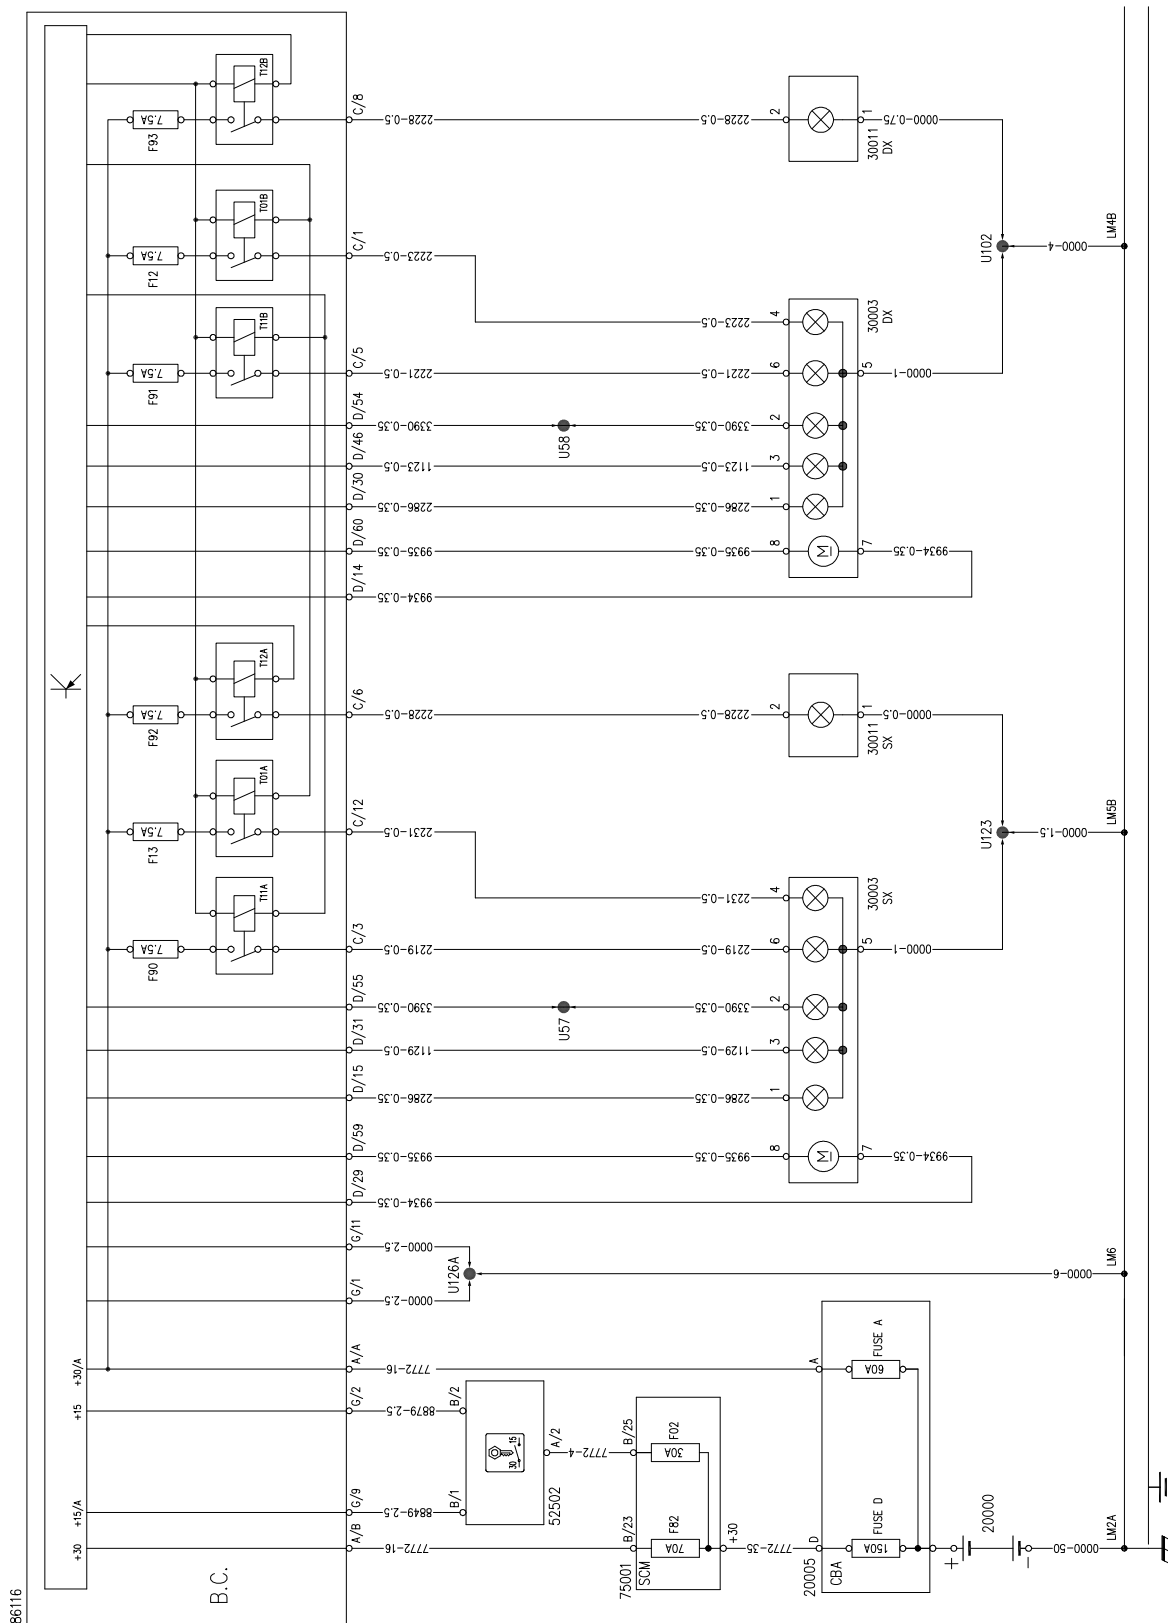 T12B
7.5A
F93
C/8
2228-0.5
2228-0.5
2
1
0000-0.75
30011
DX
T01B
7.5A
F12
C/1
2223-0.5
U102
0000-4
LM4B
T11B
7.5A
F91
C/5
2221-0.5
2223-0.5
4
30003
DX
2221-0.5
6
5
0000-1
D/54
3390-0.35
U58
3390-0.35
2
D/46
1123-0.5
1123-0.5
3
D/30
2286-0.35
2286-0.35
1
D/60
9935-0.35
9935-0.35
8
M
7
9934-0.35
D/14
9934-0.35
T12A
7.5A
F92
C/6
2228-0.5
2228-0.5
2
1
0000-0.5
30011
SX
T01A
7.5A
F13
C/12
2231-0.5
U123
0000-1.5
LM5B
T11A
7.5A
F90
C/3
2219-0.5
2231-0.5
4
30003
SX
2219-0.5
6
5
0000-1
D/55
3390-0.35
U57
3390-0.35
2
D/31
1129-0.5
1129-0.5
3
D/15
2286-0.35
2286-0.35
1
D/59
9935-0.35
9935-0.35
8
M
7
9934-0.35
D/29
9934-0.35
G/11
0000-2.5
U126A
G/1
0000-2.5
0000-6
LM6
+30/A
A/A
7772-16
A
60A
FUSE A
+15
G/2
8879-2.5
B/2
30
15
A/2
7772-4
B/25
30A
F02
+15/A
G/9
8849-2.5
B/1
52502
+30
A/B
7772-16
B/23
70A
F82
75001
SCM
+30
7772-35
D
150A
FUSE D
20005
CBA
+
20000
-
0000-50
LM2A
B.C.
86116